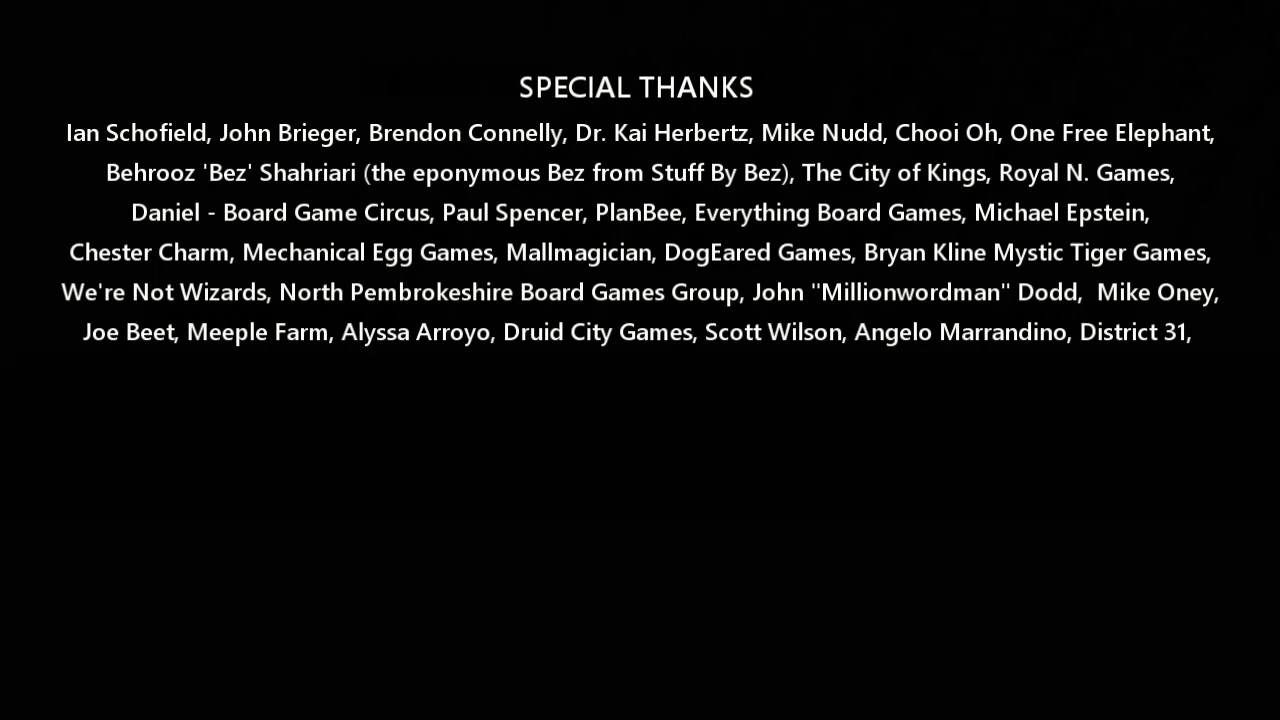 SPECIAL THANKS
Ian Schofield, John Brieger, Brendon Connelly, Dr. Kai Herbertz, Mike Nudd, Chooi Oh, One Free Elephant,
Behrooz 'Bez' Shahriari (the eponymous Bez from Stuff By Bez), The City of Kings, Royal N. Games,
Daniel - Board Game Circus, Paul Spencer, PlanBee, Everything Board Games, Michael Epstein,
Chester Charm, Mechanical Egg Games, Mallmagician, DogEared Games, Bryan Kline Mystic Tiger Games,
We're Not Wizards, North Pembrokeshire Board Games Group, John "Millionwordman" Dodd,  Mike Oney,
Joe Beet, Meeple Farm, Alyssa Arroyo, Druid City Games, Scott Wilson, Angelo Marrandino, District 31,